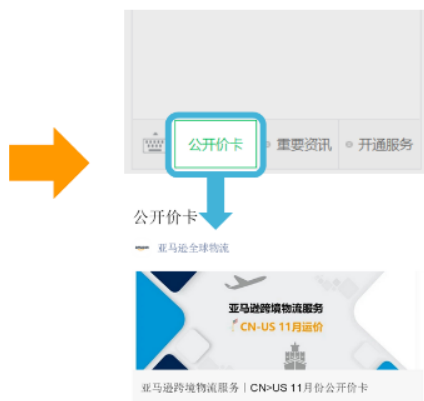 公开价卡 重要资讯 开通服务
公开价卡
亚马逊全球物流
亚马逊跨境物流服务
CN-US 11月运价
亚马逊跨境物流服务 | CN>US 11月份公开价卡